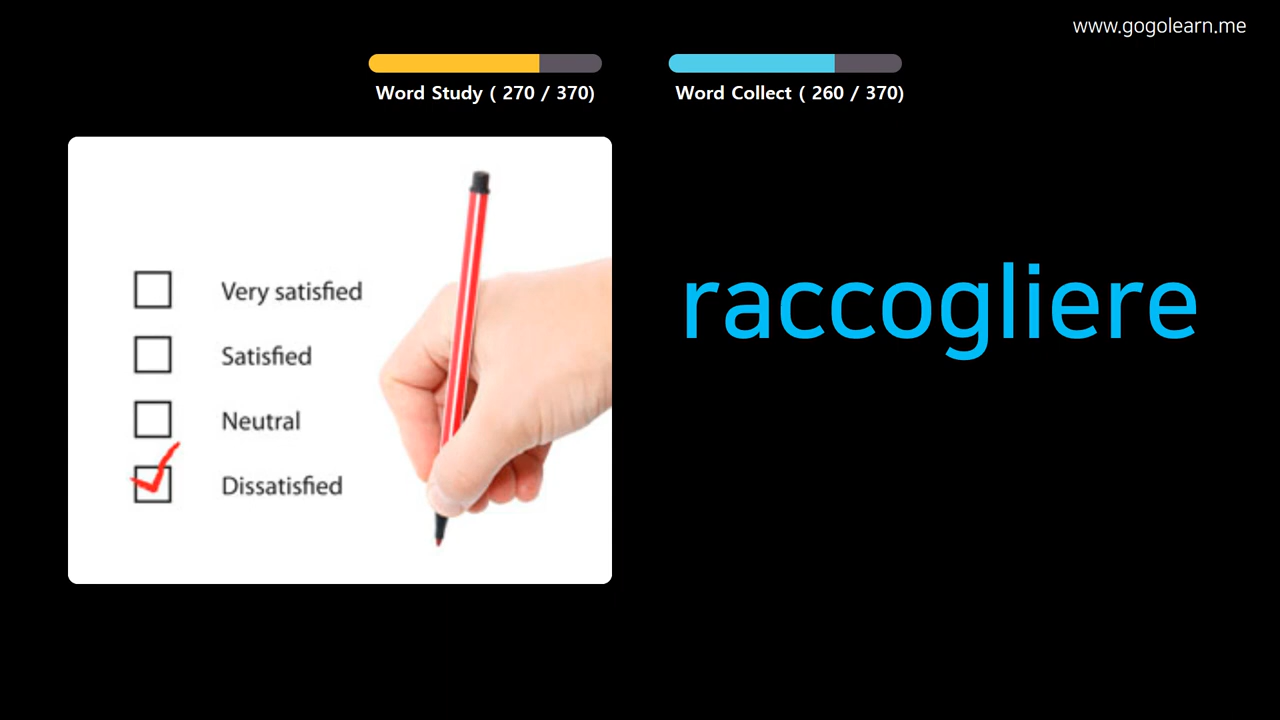 www.gogolearn.me
Word Study ( 270 / 370)
Word Collect ( 260 / 370)
Very satisfied
Satisfied
Neutral
Dissatisfied
raccogliere